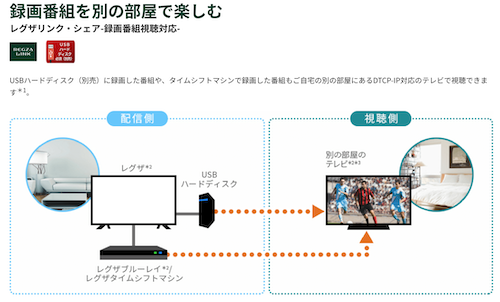 録画番組を別の部屋で楽しむ
レグザリンク・シェア-録画番組視聴対応-
REGZA
LINK
USB
ハード
ディスク
USBハードディスク（別売）に録画した番組や、タイムシフトマシンで録画した番組もご自宅の別の部屋にあるDTCP-IP対応のテレビで視聴できま
す＊1。
配信側
視聴側
レグザ＊2
USB
ハードディスク
別の部屋の
テレビ＊2＊3
レグザブルーレイ＊2/
レグザタイムシフトマシン